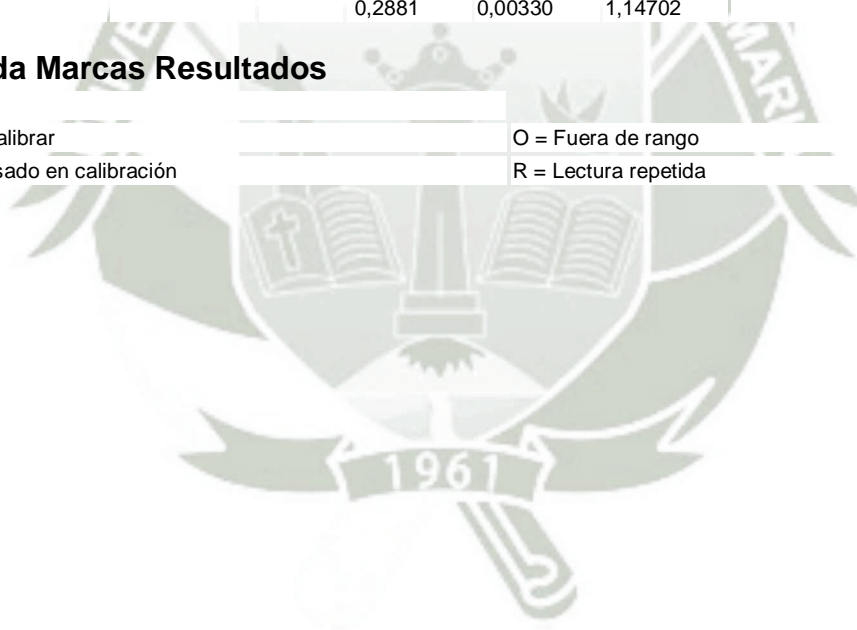 0,2881 0,00330 1,14702
da Marcas Resultados
alibrar O = Fuera de rango
sado en calibración R = Lectura repetida
1961